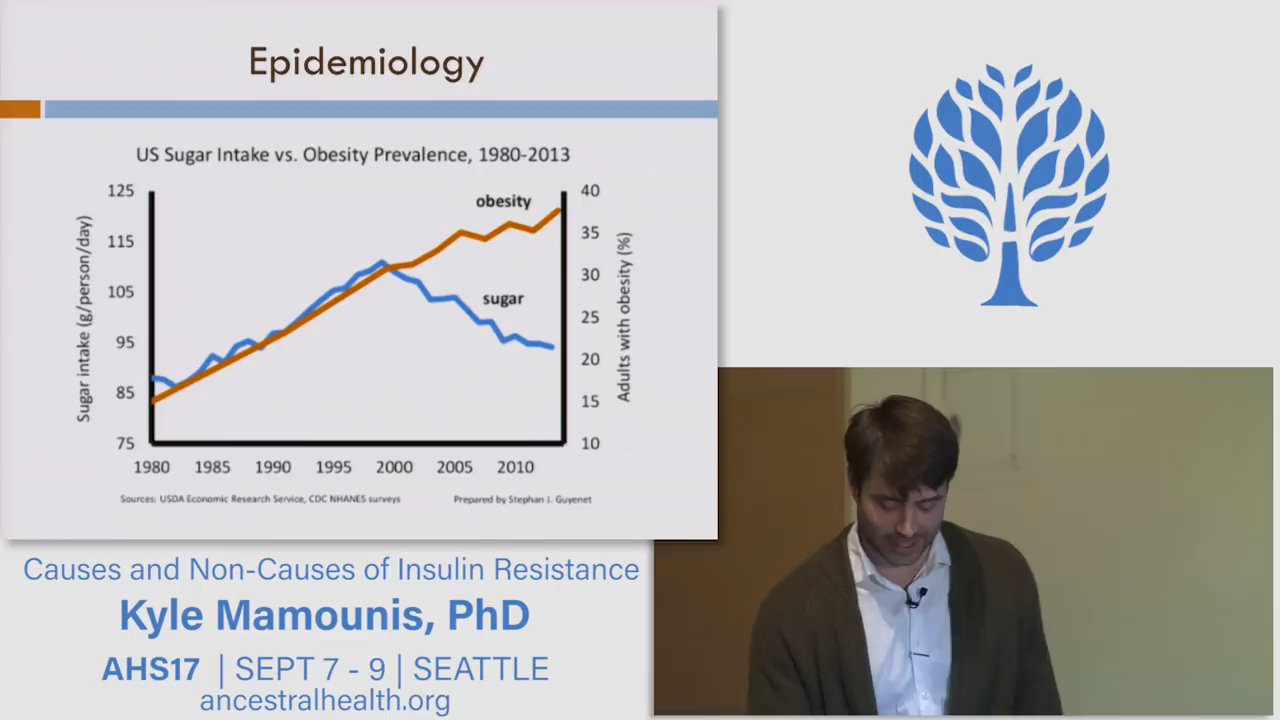 Epidemiology
US Sugar Intake vs. Obesity Prevalence, 1980-2013
Sugar intake (g/person/day)
125
115
105
95
85
75
obesity
sugar
40
35
30
25
20
15
10
Adults with obesity (%)
1980 1985 1990 1995 2000 2005 2010
Sources: USDA Economic Research Service, CDC NHANES surveys
Prepared by Stephan J. Guyenet
Causes and Non-Causes of Insulin Resistance
Kyle Mamounis, PhD
AHS17 | SEPT 7 - 9 | SEATTLE
ancestralhealth.org